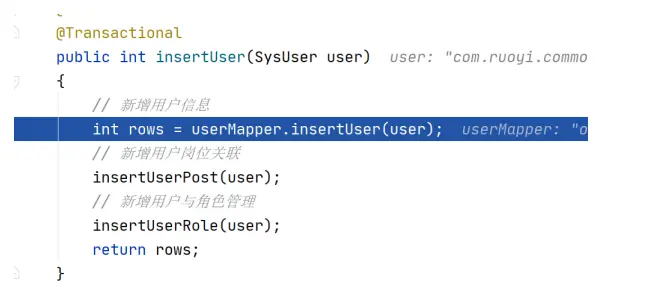 @Transactional
public int insertUser(SysUser user)  user: "com.ruoyi.commo
{
// 新增用户信息
int rows = userMapper.insertUser(user);  userMapper: "o
// 新增用户岗位关联
insertUserPost(user);
// 新增用户与角色管理
insertUserRole(user);
return rows;
}